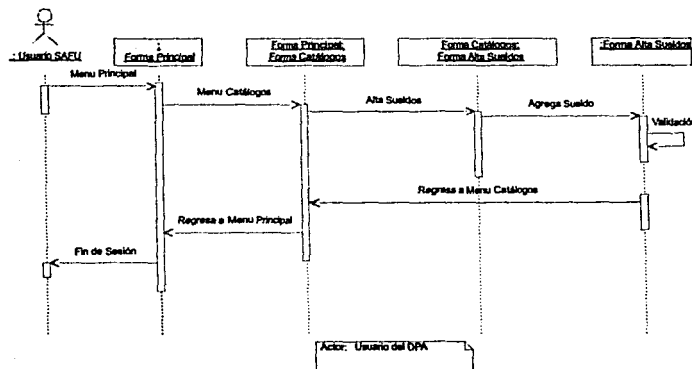 : Usuario SAFU
:
Forma Principal
Forma Principal:
Forma Catálogos
Forma Catálogos:
Forma Alta Sueldos
:Forma Alta Sueldos
Menu Principal
Menu Catálogos
Alta Sueldos
Agrega Sueldo
Validación
Regresa a Menu Catálogos
Regresa a Menu Principal
Fin de Sesión
Actor: Usuario del DPA